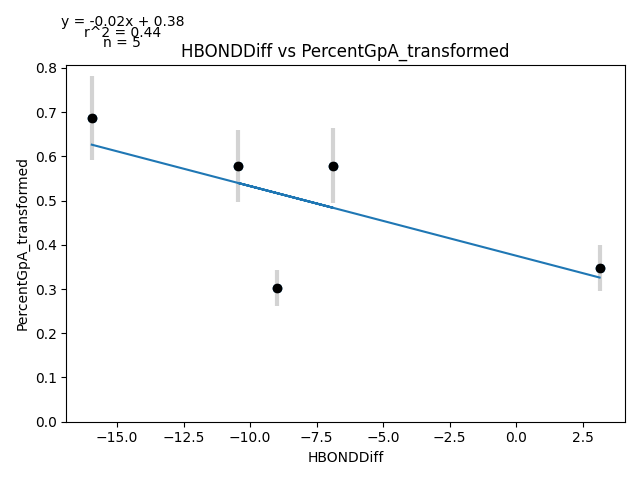 y = -0.02x + 0.38
r^2 = 0.44
n = 5
HBONDDiff vs PercentGpA_transformed
PercentGpA_transformed
0.8
0.7
0.6
0.5
0.4
0.3
0.2
0.1
0.0
−15.0 −12.5 −10.0 −7.5 −5.0 −2.5 0.0 2.5
HBONDDiff